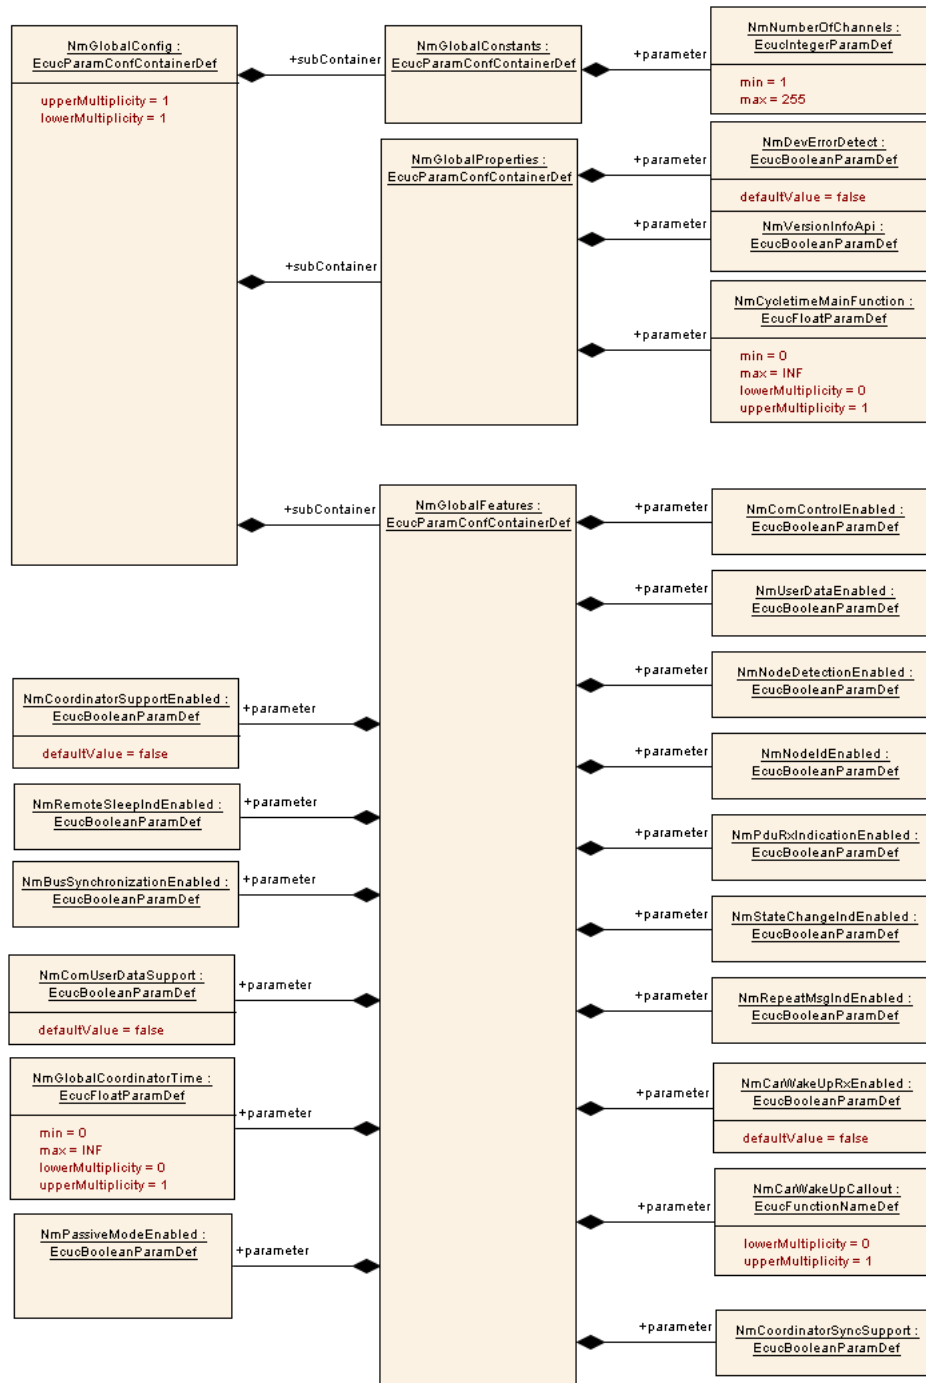 NmGlobalConfig :
EcucParamConfContainerDef
upperMultiplicity = 1
lowerMultiplicity = 1
+subContainer
NmGlobalConstants :
EcucParamConfContainerDef
+parameter
NmNumberOfChannels :
EcucIntegerParamDef
min = 1
max = 255
+subContainer
NmGlobalProperties :
EcucParamConfContainerDef
+parameter
NmDevErrorDetect :
EcucBooleanParamDef
defaultValue = false
+parameter
NmVersionInfoApi :
EcucBooleanParamDef
+parameter
NmCycletimeMainFunction :
EcucFloatParamDef
min = 0
max = INF
lowerMultiplicity = 0
upperMultiplicity = 1
+subContainer
NmGlobalFeatures :
EcucParamConfContainerDef
+parameter
NmComControlEnabled :
EcucBooleanParamDef
+parameter
NmUserDataEnabled :
EcucBooleanParamDef
+parameter
NmNodeDetectionEnabled :
EcucBooleanParamDef
+parameter
NmNodeIdEnabled :
EcucBooleanParamDef
+parameter
NmPduRxIndicationEnabled :
EcucBooleanParamDef
+parameter
NmStateChangeIndEnabled :
EcucBooleanParamDef
+parameter
NmRepeatMsgIndEnabled :
EcucBooleanParamDef
+parameter
NmCarWakeUpRxEnabled :
EcucBooleanParamDef
defaultValue = false
+parameter
NmCarWakeUpCallout :
EcucFunctionNameDef
lowerMultiplicity = 0
upperMultiplicity = 1
+parameter
NmCoordinatorSyncSupport :
EcucBooleanParamDef
NmCoordinatorSupportEnabled :
EcucBooleanParamDef
defaultValue = false
+parameter
NmRemoteSleepIndEnabled :
EcucBooleanParamDef
+parameter
NmBusSynchronizationEnabled :
EcucBooleanParamDef
+parameter
NmComUserDataSupport :
EcucBooleanParamDef
defaultValue = false
+parameter
NmGlobalCoordinatorTime :
EcucFloatParamDef
min = 0
max = INF
lowerMultiplicity = 0
upperMultiplicity = 1
+parameter
NmPassiveModeEnabled :
EcucBooleanParamDef
+parameter